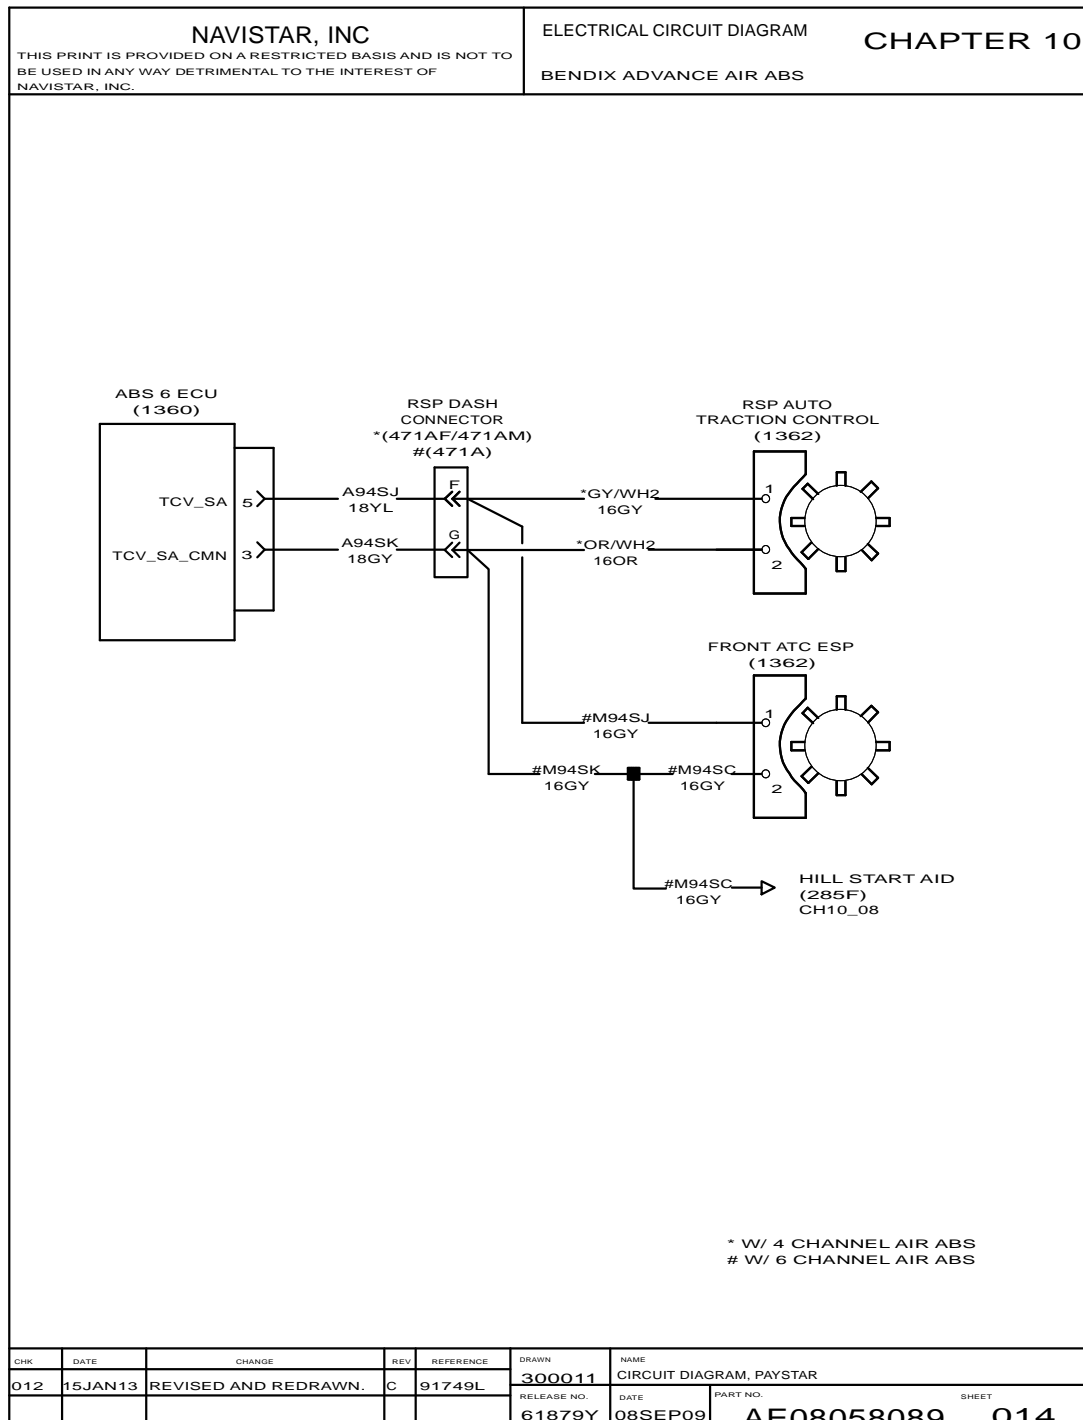 NAVISTAR, INC
THIS PRINT IS PROVIDED ON A RESTRICTED BASIS AND IS NOT TO
BE USED IN ANY WAY DETRIMENTAL TO THE INTEREST OF
NAVISTAR, INC.
ELECTRICAL CIRCUIT DIAGRAM
CHAPTER 10
BENDIX ADVANCE AIR ABS
ABS 6 ECU
(1360)
RSP DASH
CONNECTOR
*(471AF/471AM)
#(471A)
RSP AUTO
TRACTION CONTROL
(1362)
TCV_SA
5
A94SJ
18YL
F
*GY/WH2
16GY
1
TCV_SA_CMN
3
A94SK
18GY
G
*OR/WH2
16OR
2
FRONT ATC ESP
(1362)
#M94SJ
16GY
1
#M94SK
16GY
#M94SC
16GY
2
#M94SC
16GY
HILL START AID
(285F)
CH10_08
* W/ 4 CHANNEL AIR ABS
# W/ 6 CHANNEL AIR ABS
CHK DATE CHANGE REV REFERENCE
012 15JAN13 REVISED AND REDRAWN. C 91749L
DRAWN
300011
NAME
CIRCUIT DIAGRAM, PAYSTAR
RELEASE NO.
61879Y
DATE
08SEP09
PART NO.
AE08058089
SHEET
014